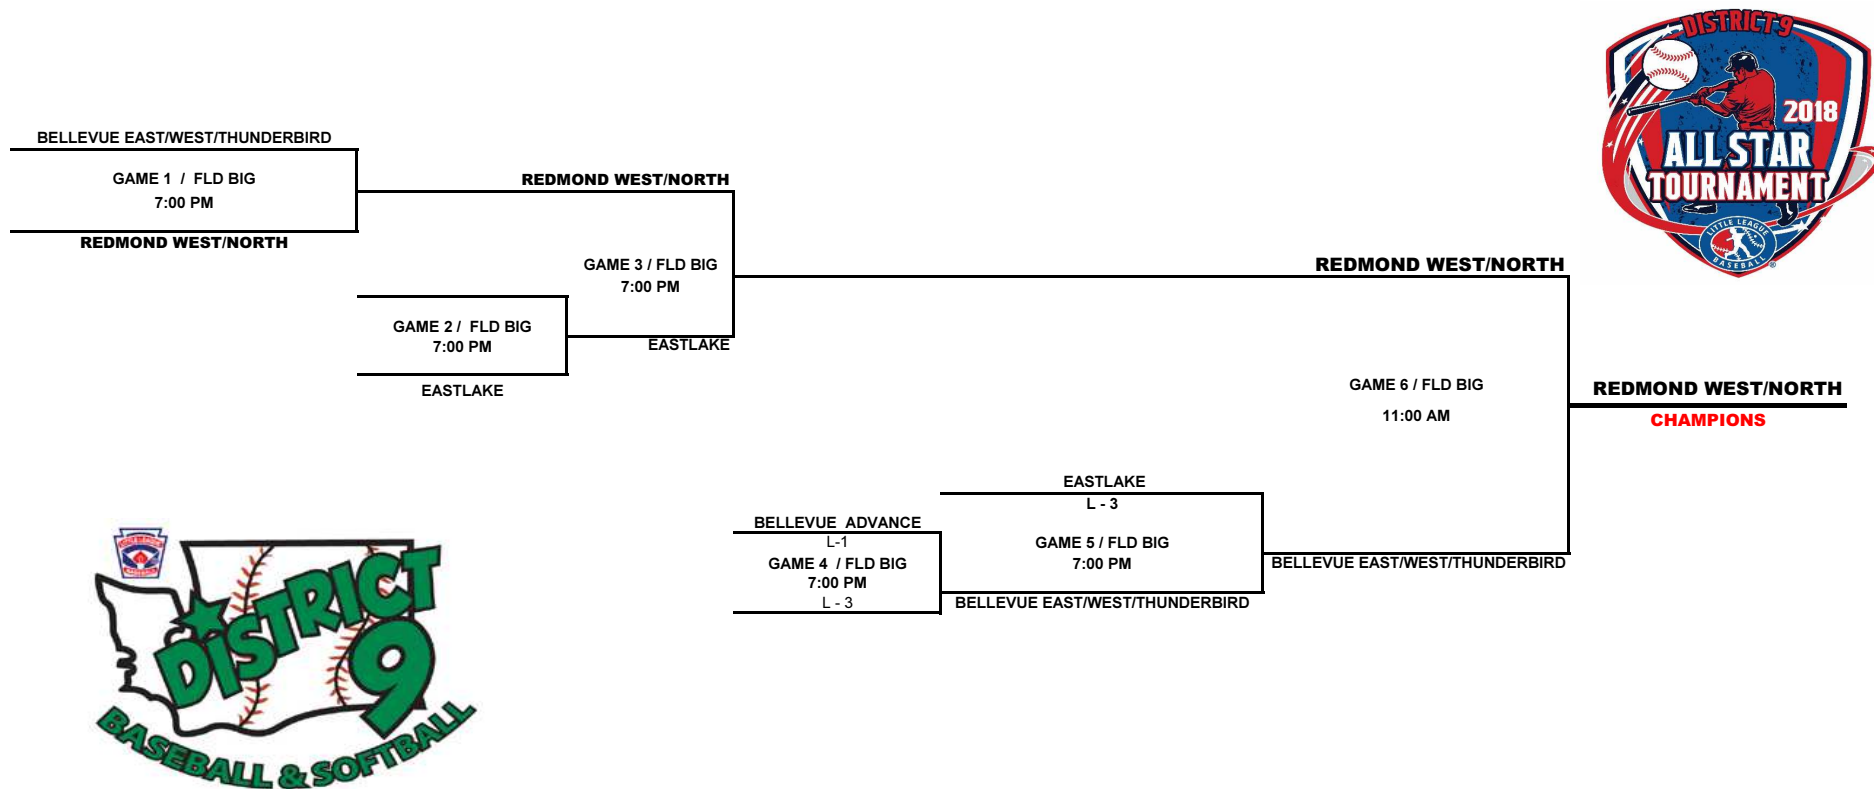 DISTRICT 9
2018
ALL STAR
TOURNAMENT
LITTLE LEAGUE
BASEBALL
BELLEVUE EAST/WEST/THUNDERBIRD
GAME 1 / FLD BIG
7:00 PM
REDMOND WEST/NORTH
REDMOND WEST/NORTH
GAME 3 / FLD BIG
7:00 PM
GAME 2 / FLD BIG
7:00 PM
EASTLAKE
EASTLAKE
REDMOND WEST/NORTH
GAME 6 / FLD BIG
11:00 AM
REDMOND WEST/NORTH
CHAMPIONS
EASTLAKE
L - 3
BELLEVUE ADVANCE
L-1
GAME 4 / FLD BIG
7:00 PM
L - 3
GAME 5 / FLD BIG
7:00 PM
BELLEVUE EAST/WEST/THUNDERBIRD
BELLEVUE EAST/WEST/THUNDERBIRD
DISTRICT
9
BASEBALL & SOFTBALL